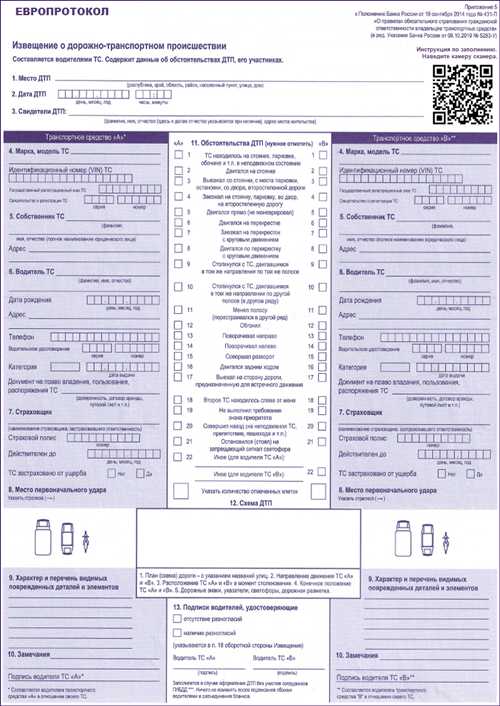 ЕВРОПРОТОКОЛ
Приложение 5
к Положению Банка России от 19 сентября 2014 года №431-П
«О правилах обязательного страхования гражданской
ответственности владельцев транспортных средств»
(в ред. Указания Банка России от 09.10.2019 № 5283-У)
Извещение о дорожно-транспортном происшествии
Инструкция по заполнению.
Наведите камеру сканера.
Составляется водителями ТС. Содержит данные об обстоятельствах ДТП, его участниках.
1. Место ДТП
(республика, край, область, район, населенный пункт, улица, дом)
2. Дата ДТП
день, месяц, год
часы, минуты
3. Свидетели ДТП:
(фамилия, имя, отчество (здесь и далее отчество указывается при наличии), адрес места жительства)
Транспортное средство «А»*
4. Марка, модель ТС
Идентификационный номер (VIN) ТС
Государственный регистрационный знак ТС
Свидетельство о регистрации ТС
серия номер
5. Собственник ТС
(фамилия,
имя, отчество (полное наименование юридического лица))
Адрес
6. Водитель ТС
(фамилия, имя, отчество)
Дата рождения
день, месяц, год
Адрес
Телефон
Водительское удостоверение
серия номер
Категория
дата выдачи
Документ на право владения, пользования,
распоряжения ТС
(доверенность, договор аренды,
путевой лист и т.п.)
7. Страховщик
(наименование страховщика, застраховавшего ответственность)
Страховой полис
серия номер
Действителен до
день, месяц, год
ТС застраховано от ущерба Нет Да
8. Место первоначального удара
Указать стрелкой (→)
9. Характер и перечень видимых
поврежденных деталей и элементов
10. Замечания
Подпись водителя ТС «А»*
* Составляется водителем транспортного
средства «А» в отношении своего ТС.
«А» 11. Обстоятельства ДТП (нужное отметить) «В»
1 ТС находилось на стоянке, парковке,
обочине и т.п. в неподвижном состоянии 1
2 Двигался на стоянке 2
3 Выезжал со стоянки, с места парковки,
остановки, со двора, второстепенной дороги 3
4 Заезжал на стоянку, парковку, во двор,
на второстепенную дорогу 4
5 Двигался прямо (не маневрировал) 5
6 Двигался на перекрестке 6
7 Заезжал на перекресток
с круговым движением 7
8 Двигался по перекрестку
с круговым движением 8
9 Столкнулся с ТС, двигавшимся
в том же направлении по той же полосе 9
10 Столкнулся с ТС, двигавшимся
в том же направлении по другой
полосе (в другом ряду) 10
11 Менял полосу
(перестраивался в другой ряд) 11
12 Обгонял 12
13 Поворачивал направо 13
14 Поворачивал налево 14
15 Совершал разворот 15
16 Двигался задним ходом 16
17 Выехал на сторону дороги,
предназначенную для встречного движения 17
18 Второе ТС находилось слева от меня 18
19 Не выполнил требование
знака приоритета 19
20 Совершил наезд (на неподвижное ТС,
препятствие, пешехода и т.п.) 20
21 Остановился (стоял) на
запрещающий сигнал светофора 21
22 Иное (для водителя ТС «А»):
Иное (для водителя ТС «В»): 22
Указать количество отмеченных клеток
12. Схема ДТП
1. План (схема) дороги – с указанием названий улиц. 2. Направление движения ТС «А»
и «В». 3. Расположение ТС «А» и «В» в момент столкновения. 4. Конечное положение
ТС «А» и «В». 5. Дорожные знаки, указатели, светофоры, дорожная разметка.
13. Подписи водителей, удостоверяющие
отсутствие разногласий
наличие разногласий
(указываются в п. 18 оборотной стороны Извещения)
Водитель ТС «А» Водитель ТС «В»
(подпись) (подпись)
Заполняется в случае оформления ДТП без участия сотрудников
ГИБДД *** Ничего не изменять после подписания обоими
водителями и разъединения бланков.
Транспортное средство «В»**
4. Марка, модель ТС
Идентификационный номер (VIN) ТС
Государственный регистрационный знак ТС
Свидетельство о регистрации ТС
серия номер
5. Собственник ТС
(фамилия,
имя, отчество (полное наименование юридического лица))
Адрес
6. Водитель ТС
(фамилия, имя, отчество)
Дата рождения
день, месяц, год
Адрес
Телефон
Водительское удостоверение
серия номер
Категория
дата выдачи
Документ на право владения, пользования,
распоряжения ТС
(доверенность, договор аренды,
путевой лист и т.п.)
7. Страховщик
(наименование страховщика, застраховавшего ответственность)
Страховой полис
серия номер
Действителен до
день, месяц, год
ТС застраховано от ущерба Нет Да
8. Место первоначального удара
Указать стрелкой (→)
9. Характер и перечень видимых
поврежденных деталей и элементов
10. Замечания
Подпись водителя ТС «В»**
** Составляется водителем транспортного
средства "В" в отношении своего ТС.